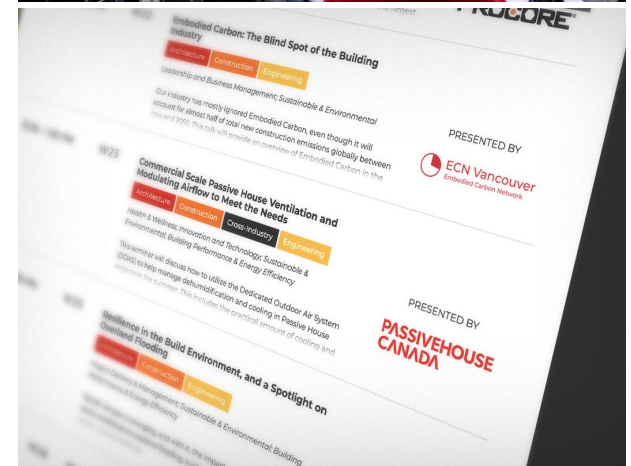 PROCORE
Embodied Carbon: The Blind Spot of the Building
Industry
Architecture Construction Engineering
Leadership and Business Management; Sustainable & Environmental
Our Industry has mostly ignored Embodied Carbon, even though it will
account for almost half of total new construction emissions globally between
now and 2050. This talk will provide an overview of Embodied Carbon in the
PRESENTED BY
ECN Vancouver
Embodied Carbon Network
W23
Commercial Scale Passive House Ventilation and
Modulating Airflow to Meet the Needs
Architecture Construction Cross-Industry Engineering
Health & Wellness; Innovation and Technology; Sustainable &
Environmental; Building Performance & Energy Efficiency
This seminar will discuss how to utilize the Dedicated Outdoor Air System
(DOAS) to help manage dehumidification and cooling in Passive House
projects in the summer. This includes the practical amount of cooling and
PRESENTED BY
PASSIVEHOUSE
CANADA
W25
Resilience in the Build Environment, and a Spotlight on
Overland Flooding
Architecture Construction Engineering
Project Delivery & Management; Sustainable & Environmental; Building
Performance & Energy Efficiency